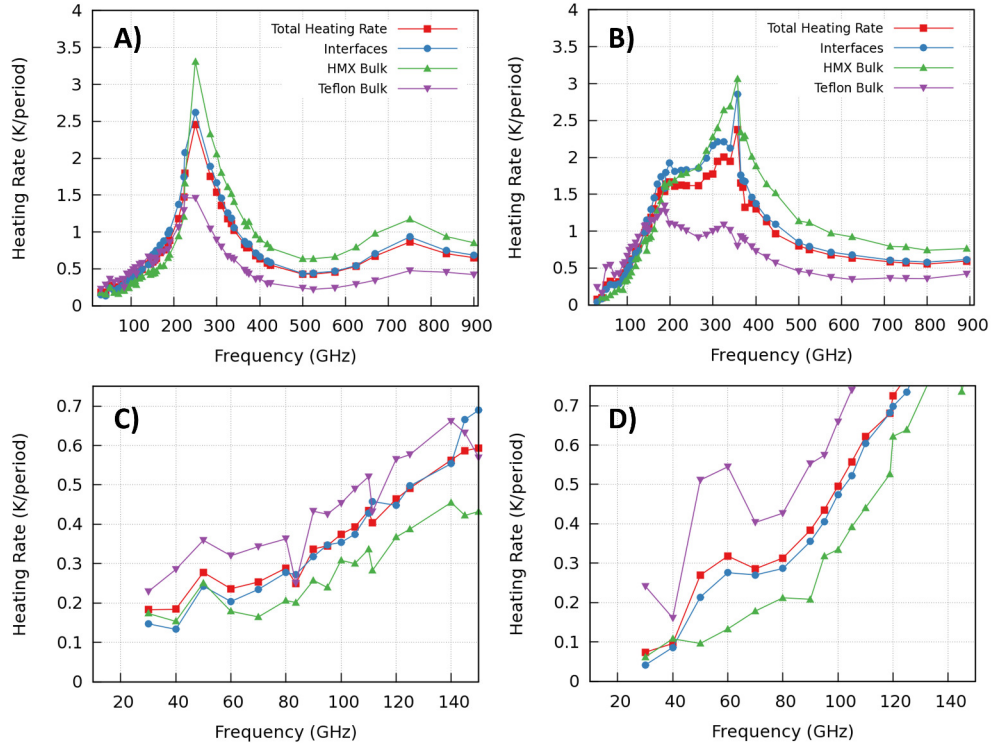 A)
Total Heating Rate
Interfaces
HMX Bulk
Teflon Bulk
Heating Rate (K/period)
4
3.5
3
2.5
2
1.5
1
0.5
0
100 200 300 400 500 600 700 800 900
Frequency (GHz)
B)
Total Heating Rate
Interfaces
HMX Bulk
Teflon Bulk
Heating Rate (K/period)
4
3.5
3
2.5
2
1.5
1
0.5
0
100 200 300 400 500 600 700 800 900
Frequency (GHz)
C)
Heating Rate (K/period)
0.7
0.6
0.5
0.4
0.3
0.2
0.1
0
20 40 60 80 100 120 140
Frequency (GHz)
D)
Heating Rate (K/period)
0.7
0.6
0.5
0.4
0.3
0.2
0.1
0
20 40 60 80 100 120 140
Frequency (GHz)